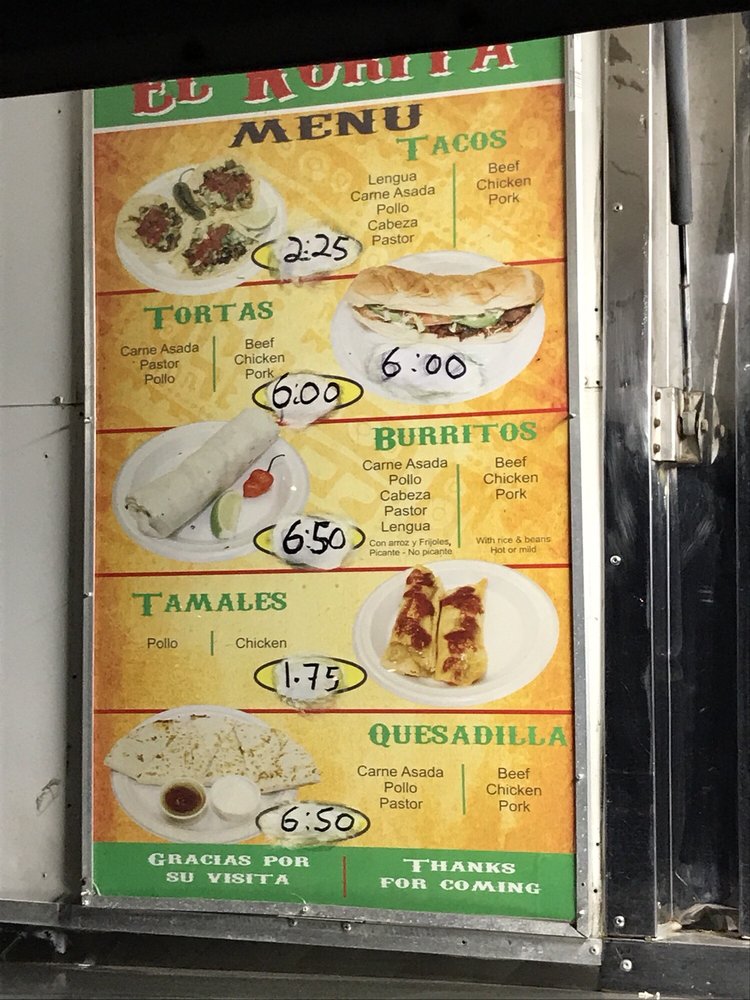 EL KORITA
MENU
TACOS
Lengua
Carne Asada
Pollo
Cabeza
Pastor
Beef
Chicken
Pork
2:25
TORTAS
Carne Asada
Pastor
Pollo
Beef
Chicken
Pork
6:00
6:00
BURRITOS
Carne Asada
Pollo
Cabeza
Pastor
Lengua
Con arroz y Frijoles,
Picante - No picante
Beef
Chicken
Pork
With rice & beans
Hot or mild
6:50
TAMALES
Pollo
Chicken
1.75
QUESADILLA
Carne Asada
Pollo
Pastor
Beef
Chicken
Pork
6:50
GRACIAS POR
SU VISITA
THANKS
FOR COMING